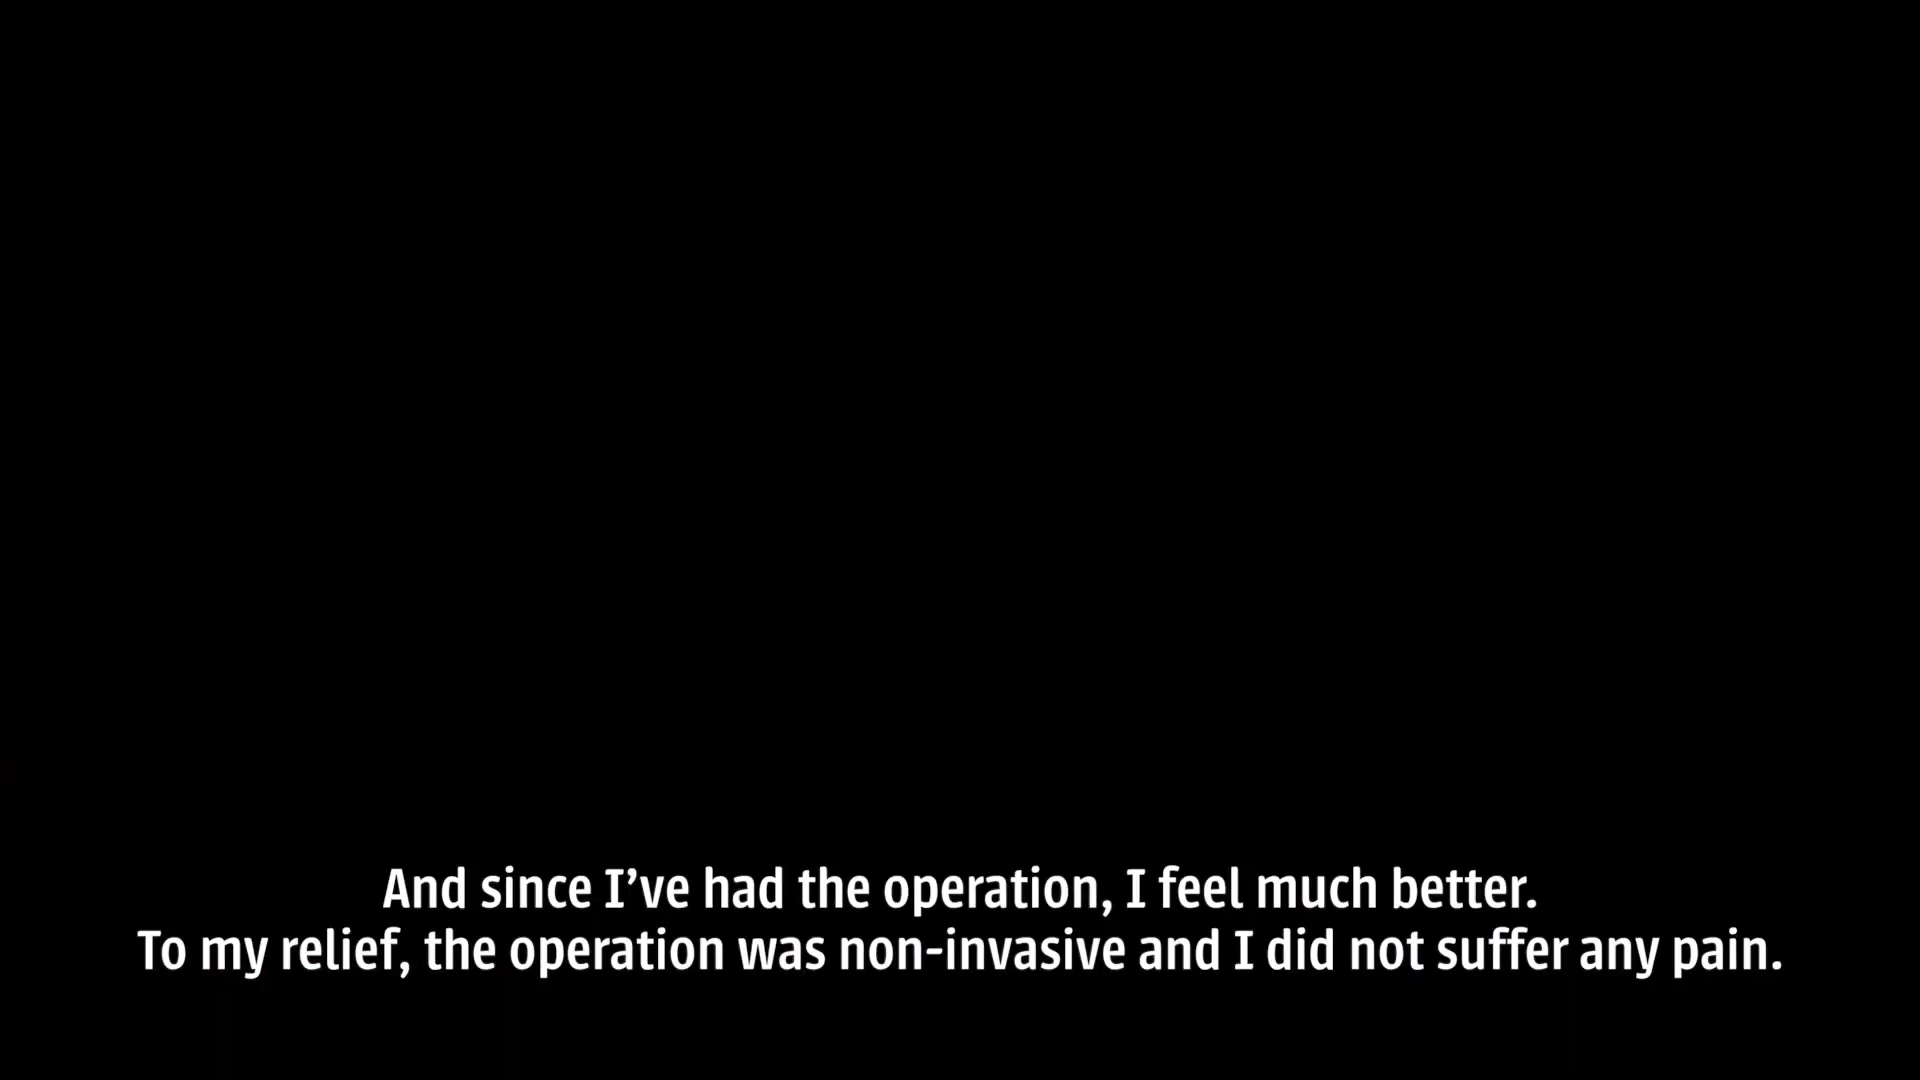 And since I’ve had the operation, I feel much better.
To my relief, the operation was non-invasive and I did not suffer any pain.